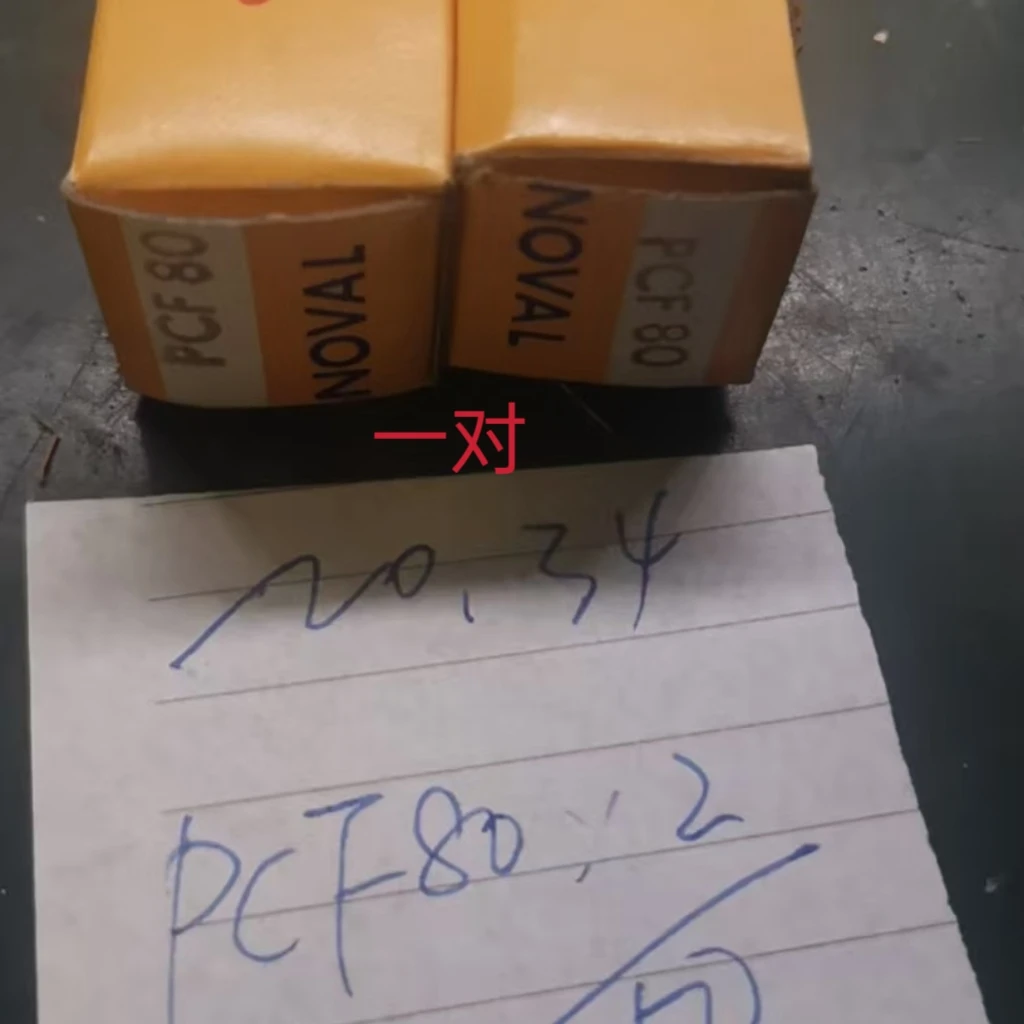 PCF 80
NOVAL
NOVAL
PCF 80
一对
no. 34
PCF80 2